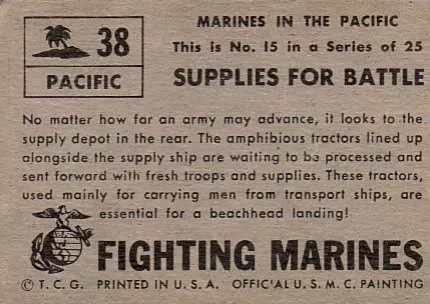 38
PACIFIC
MARINES IN THE PACIFIC
This is No. 15 in a Series of 25
SUPPLIES FOR BATTLE
No matter how far an army may advance, it looks to the
supply depot in the rear. The amphibious tractors lined up
alongside the supply ship are waiting to be processed and
sent forward with fresh troops and supplies. These tractors,
used mainly for carrying men from transport ships, are
essential for a beachhead landing!
FIGHTING MARINES
© T. C. G. PRINTED IN U. S. A. OFFIC'AL U. S. M. C. PAINTING